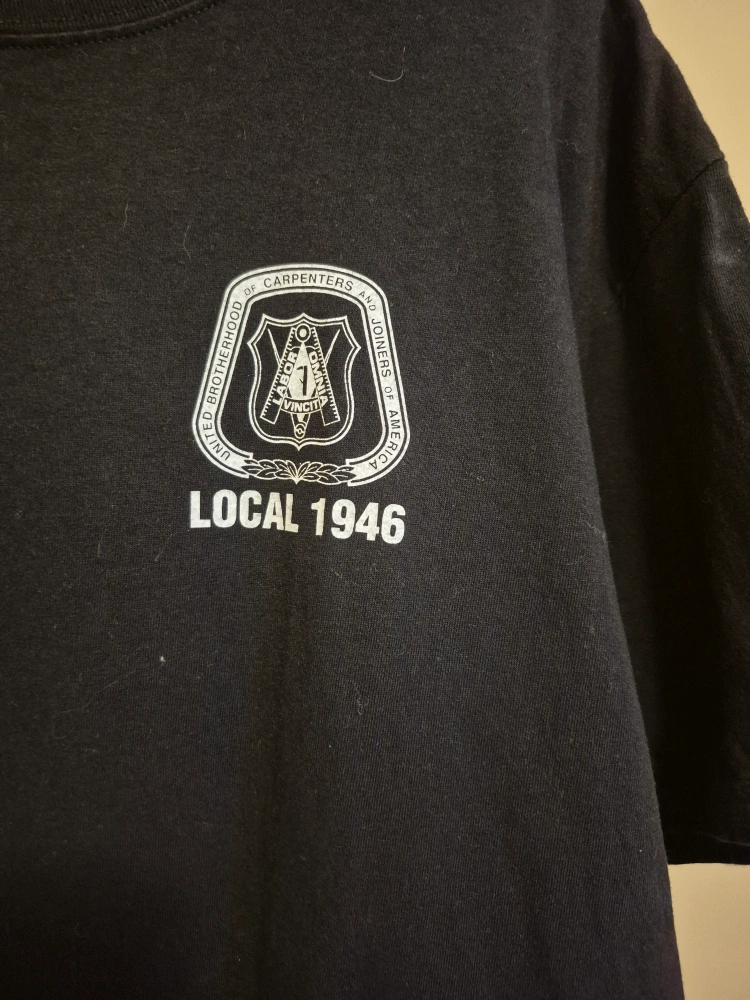 UNITED BROTHERHOOD OF CARPENTERS AND JOINERS OF AMERICA
LABOR OMNIA
VINCIT
LOCAL 1946